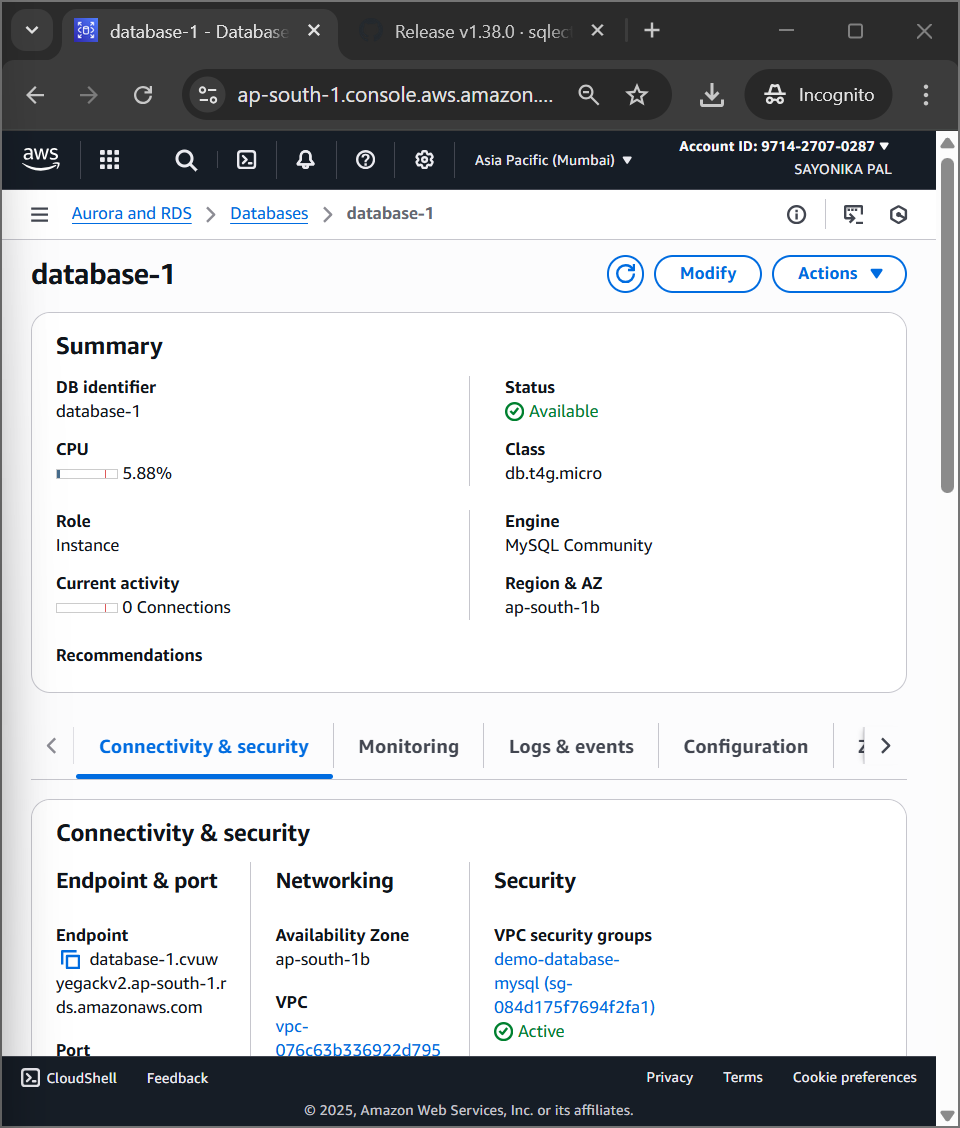 database-1 - Database
Release v1.38.0 · sqlect
ap-south-1.console.aws.amazon....
Incognito
aws
Asia Pacific (Mumbai)
Account ID: 9714-2707-0287
SAYONIKA PAL
Aurora and RDS
Databases
database-1
database-1
Modify
Actions
Summary
DB identifier
database-1
Status
Available
CPU
5.88%
Class
db.t4g.micro
Role
Instance
Engine
MySQL Community
Current activity
0 Connections
Region & AZ
ap-south-1b
Recommendations
Connectivity & security
Monitoring
Logs & events
Configuration
Connectivity & security
Endpoint & port
Endpoint
database-1.cvuw
yegackv2.ap-south-1.r
ds.amazonaws.com
Port
Networking
Availability Zone
ap-south-1b
VPC
vpc-
076c63b336922d795
Security
VPC security groups
demo-database-
mysql (sg-
084d175f7694f2fa1)
Active
CloudShell
Feedback
Privacy
Terms
Cookie preferences
© 2025, Amazon Web Services, Inc. or its affiliates.